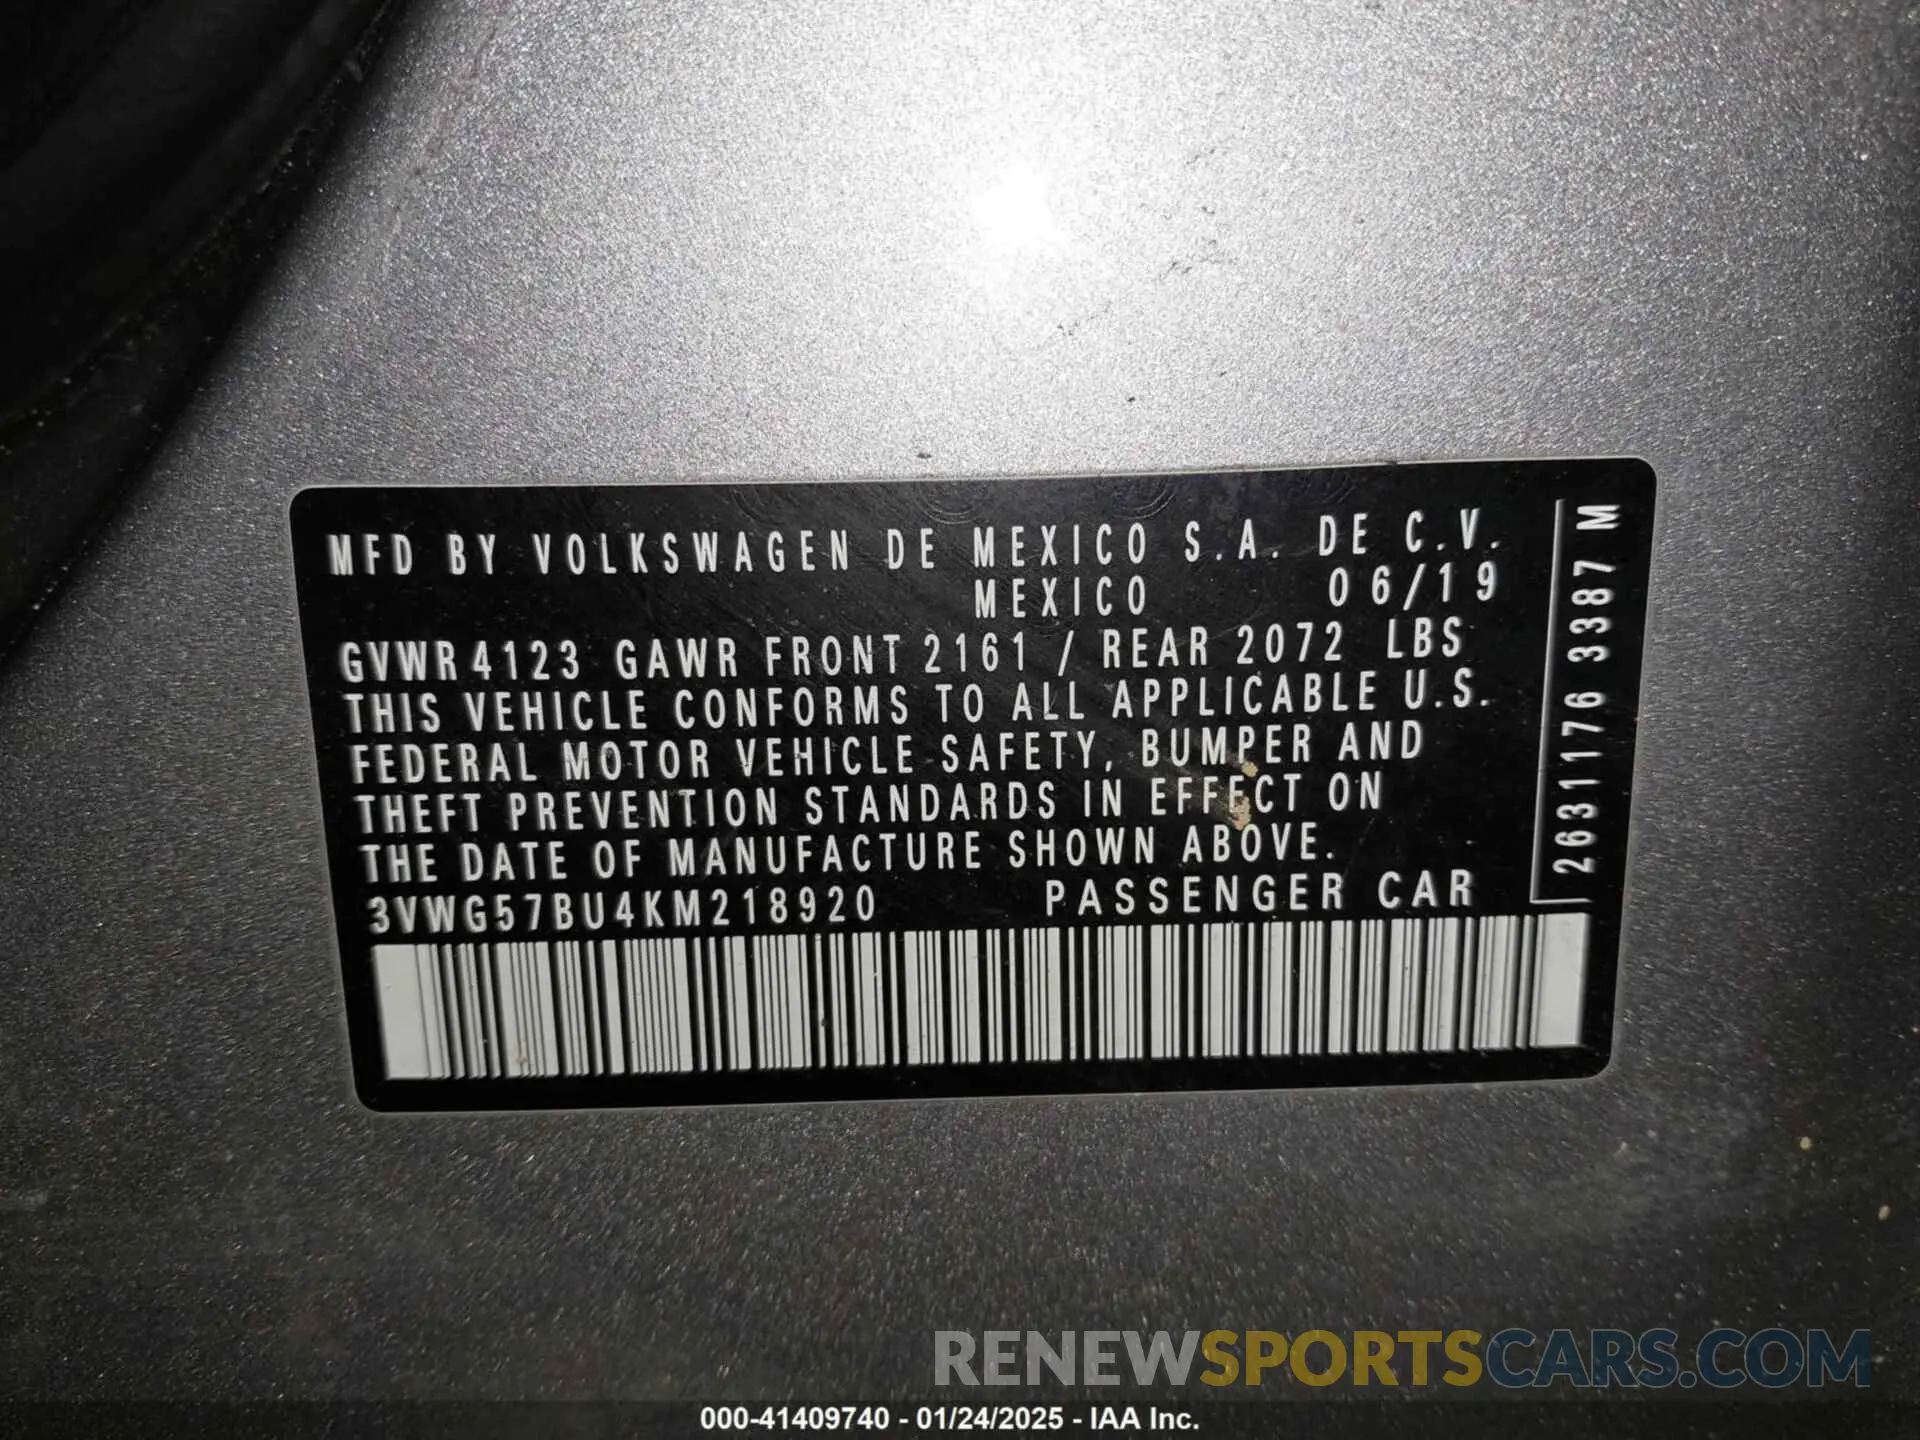 MFD BY VOLKSWAGEN DE MEXICO S.A. DE C.V.
MEXICO 06/19
GVWR 4123 GAWR FRONT 2161 / REAR 2072 LBS
THIS VEHICLE CONFORMS TO ALL APPLICABLE U.S.
FEDERAL MOTOR VEHICLE SAFETY, BUMPER AND
THEFT PREVENTION STANDARDS IN EFFECT ON
THE DATE OF MANUFACTURE SHOWN ABOVE.
3VWG57BU4KM218920 PASSENGER CAR
2631176 3387 M
RENEWSPORTSCARS.COM
000-41409740 - 01/24/2025 - IAA Inc.